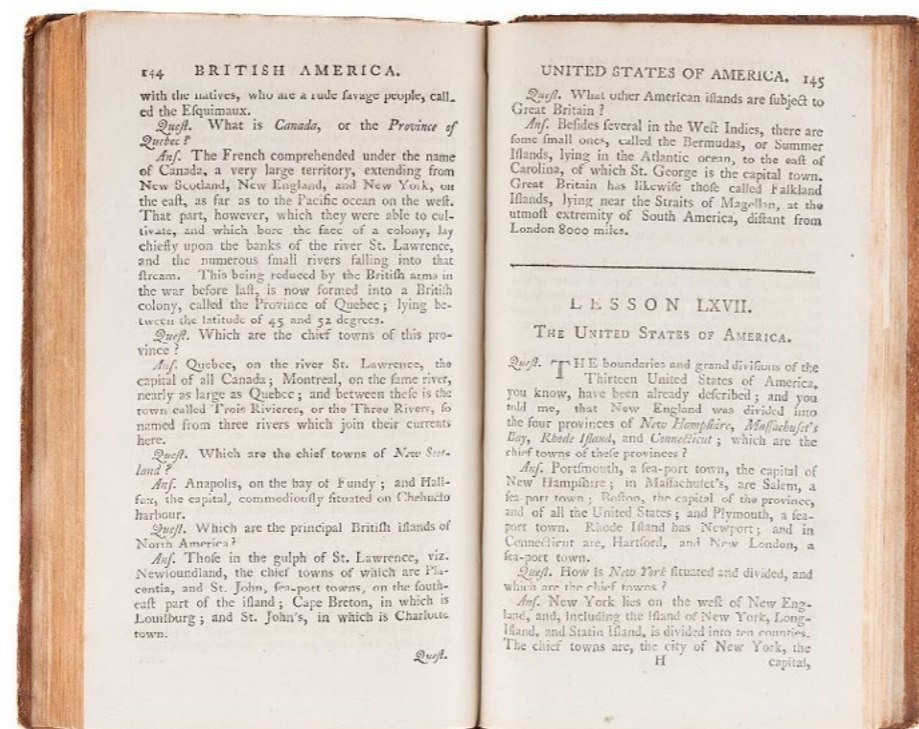 144 BRITISH AMERICA.
with the natives, who are a rude savage people, call-
ed the Eſquimaux.
Queſt. What is Canada, or the Province of
Quebec ?
Anſ. The French comprehended under the name
of Canada, a very large territory, extending from
New Scotland, New England, and New York, on
the eaſt, as far as to the Pacific ocean on the weſt.
That part, however, which they were able to cul-
tivate, and which bore the face of a colony, lay
chiefly upon the banks of the river St. Lawrence,
and the numerous ſmall rivers falling into that
ſtream. This being reduced by the Britiſh arms in
the war before laſt, is now formed into a Britiſh
colony, called the Province of Quebec ; lying be-
tween the latitude of 45 and 52 degrees.
Queſt. Which are the chief towns of this pro-
vince ?
Anſ. Quebec, on the river St. Lawrence, the
capital of all Canada ; Montreal, on the ſame river,
nearly as large as Quebec ; and between theſe is the
town called Trois Rivieres, or the Three Rivers, ſo
named from three rivers which join their currents
here.
Queſt. Which are the chief towns of New Scot-
land ?
Anſ. Anapolis, on the bay of Fundy ; and Hali-
fax, the capital, commodiouſly ſituated on Chebucto
harbour.
Queſt. Which are the principal Britiſh iſlands of
North America ?
Anſ. Thoſe in the gulph of St. Lawrence, viz.
Newfoundland, the chief towns of which are Pla-
centia, and St. John, ſea-port towns, on the ſouth-
eaſt part of the iſland ; Cape Breton, in which is
Louiſburg ; and St. John's, in which is Charlotte
town.
Queſt.
UNITED STATES OF AMERICA. 145
Queſt. What other American iſlands are ſubject to
Great Britain ?
Anſ. Beſides ſeveral in the Weſt Indies, there are
ſome ſmall ones, called the Bermudas, or Summer
Iſlands, lying in the Atlantic ocean, to the eaſt of
Carolina, of which St. George is the capital town.
Great Britain has likewiſe thoſe called Falkland
Iſlands, lying near the Straits of Magellan, at the
utmoſt extremity of South America, diſtant from
London 8000 miles.
LESSON LXVII.
THE UNITED STATES OF AMERICA.
Queſt. THE boundaries and grand diviſions of the
Thirteen United States of America,
you know, have been already deſcribed ; and you
told me, that New England was divided into
the four provinces of New Hampſhire, Maſſachuſet's
Bay, Rhode Iſland, and Connecticut ; which are the
chief towns of theſe provinces ?
Anſ. Portſmouth, a ſea-port town, the capital of
New Hampſhire ; in Maſſachuſet's, are Salem, a
ſea-port town ; Boſton, the capital of the province,
and of all the United States ; and Plymouth, a ſea-
port town. Rhode Iſland has Newport ; and in
Connecticut are, Hartford, and New London, a
ſea-port town.
Queſt. How is New York ſituated and divided, and
which are the chief towns ?
Anſ. New York lies on the weſt of New Eng-
land, and, including the iſland of New York, Long-
Iſland, and Statin Iſland, is divided into ten counties.
The chief towns are, the city of New York, the
H capital,